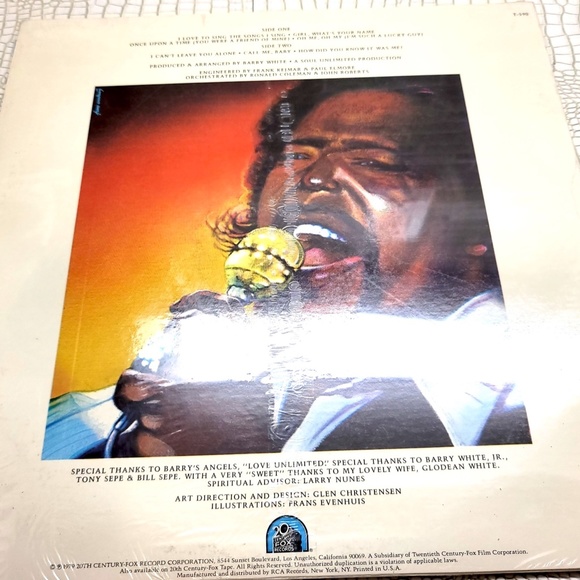 T-590
SIDE ONE
I LOVE TO SING THE SONGS I SING • GIRL, WHAT'S YOUR NAME
ONCE UPON A TIME (YOU WERE A FRIEND OF MINE) • OH ME, OH MY (I'M SUCH A LUCKY GUY)
SIDE TWO
I CAN'T LEAVE YOU ALONE • CALL ME, BABY • HOW DID YOU KNOW IT WAS ME?
PRODUCED & ARRANGED BY BARRY WHITE • A SOUL UNLIMITED PRODUCTION
ENGINEERED BY FRANK KEJMAR & PAUL ELMORE
ORCHESTRATED BY RONALD COLEMAN & JOHN ROBERTS
SPECIAL THANKS TO BARRY'S ANGELS, "LOVE UNLIMITED." SPECIAL THANKS TO BARRY WHITE, JR.,
TONY SEPE & BILL SEPE. WITH A VERY "SWEET" THANKS TO MY LOVELY WIFE, GLODEAN WHITE.
SPIRITUAL ADVISOR: LARRY NUNES
ART DIRECTION AND DESIGN: GLEN CHRISTENSEN
ILLUSTRATIONS: FRANS EVENHUIS
20
FOX
RECORDS
© ℗ 1979 20TH CENTURY-FOX RECORD CORPORATION, 8544 Sunset Boulevard, Los Angeles, California 90069. A Subsidiary of Twentieth Century-Fox Film Corporation.
Also available on 20th Century-Fox Tape. All rights reserved. Unauthorized duplication is a violation of applicable laws.
Manufactured and distributed by RCA Records, New York, NY. Printed in U.S.A.